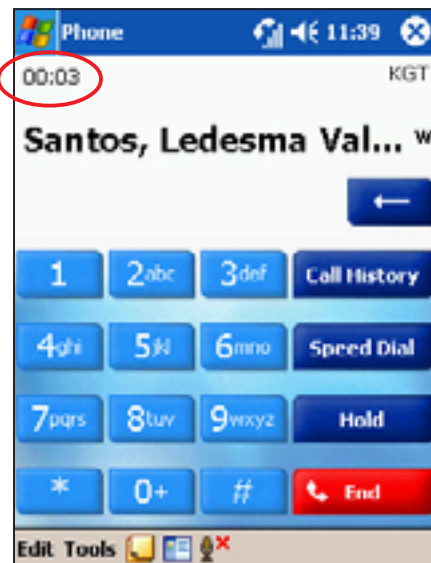 Phone 11:39
00:03 KGT
Santos, Ledesma Val... w
1 2abc 3def Call History
4ghi 5jkl 6mno Speed Dial
7pqrs 8tuv 9wxyz Hold
* 0+ # End
Edit Tools